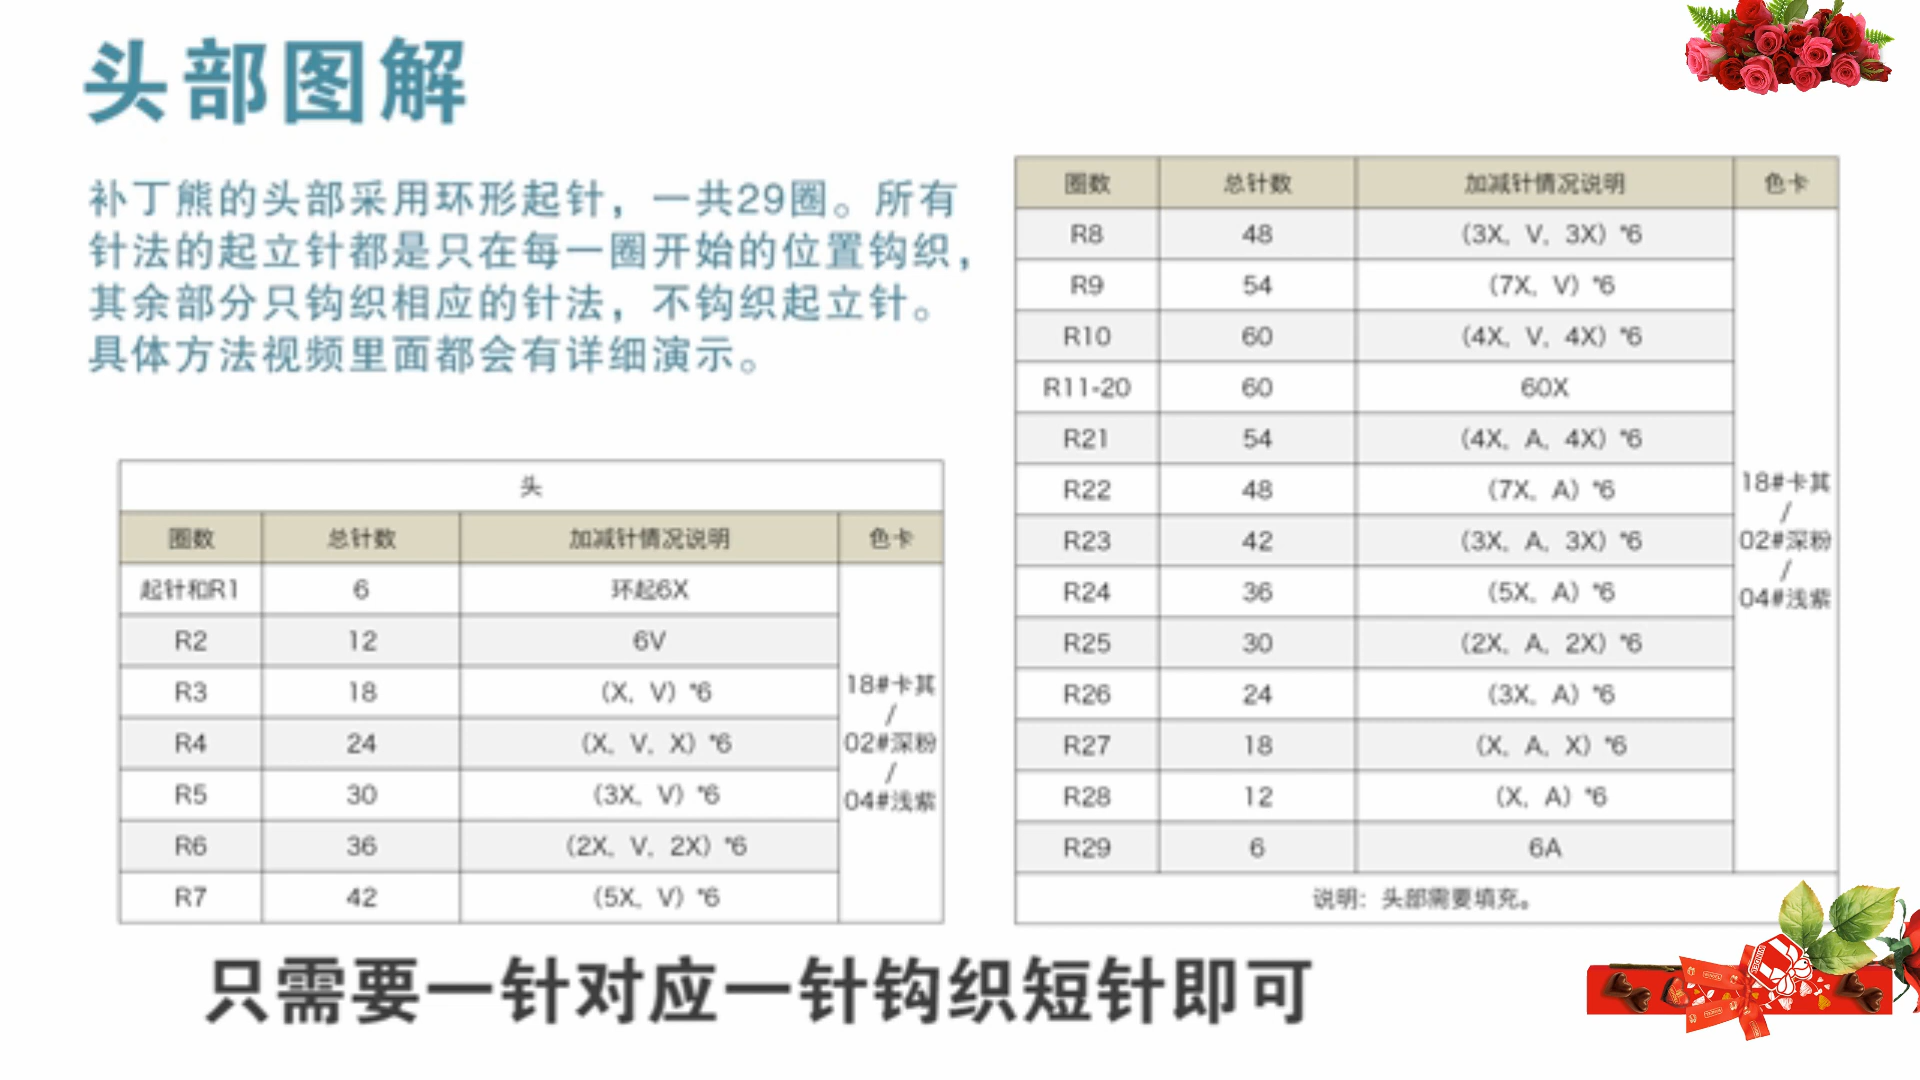 头部图解
补丁熊的头部采用环形起针，一共29圈。所有
针法的起立针都是只在每一圈开始的位置钩织，
其余部分只钩织相应的针法，不钩织起立针。
具体方法视频里面都会有详细演示。
头
圈数 总针数 加减针情况说明 色卡
起针和R1 6 环起6X
R2 12 6V
R3 18 (X, V) *6
R4 24 (X, V, X) *6
R5 30 (3X, V) *6
R6 36 (2X, V, 2X) *6
R7 42 (5X, V) *6
18#卡其
/
02#深粉
/
04#浅紫
圈数 总针数 加减针情况说明 色卡
R8 48 (3X, V, 3X) *6
R9 54 (7X, V) *6
R10 60 (4X, V, 4X) *6
R11-20 60 60X
R21 54 (4X, A, 4X) *6
R22 48 (7X, A) *6
R23 42 (3X, A, 3X) *6
R24 36 (5X, A) *6
R25 30 (2X, A, 2X) *6
R26 24 (3X, A) *6
R27 18 (X, A, X) *6
R28 12 (X, A) *6
R29 6 6A
18#卡其
/
02#深粉
/
04#浅紫
说明：头部需要填充。
只需要一针对应一针钩织短针即可